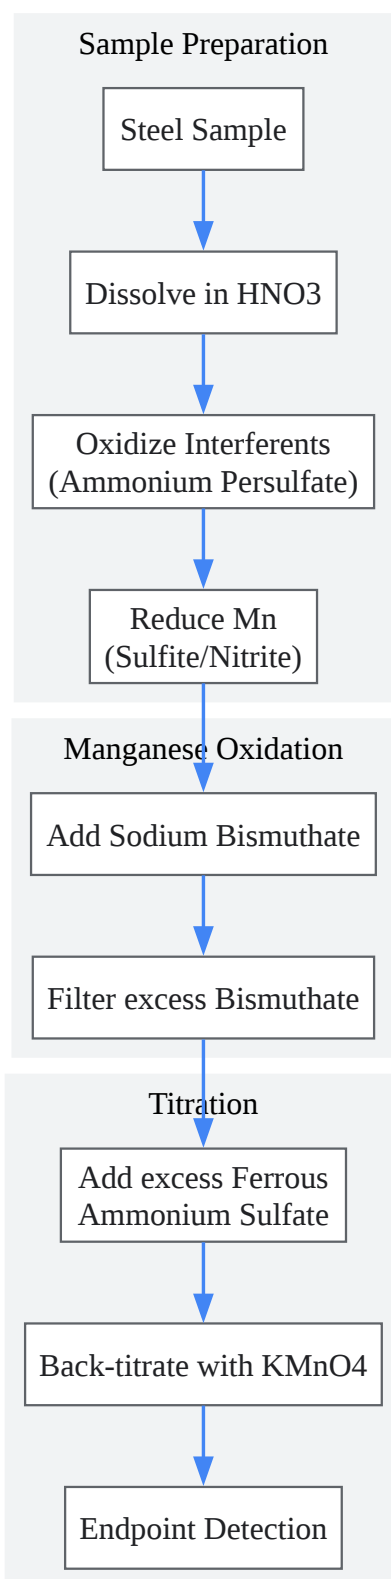 Sample Preparation
Steel Sample
Dissolve in HNO3
Oxidize Interferents
(Ammonium Persulfate)
Reduce Mn
(Sulfite/Nitrite)
Manganese Oxidation
Add Sodium Bismuthate
Filter excess Bismuthate
Titration
Add excess Ferrous
Ammonium Sulfate
Back-titrate with KMnO4
Endpoint Detection